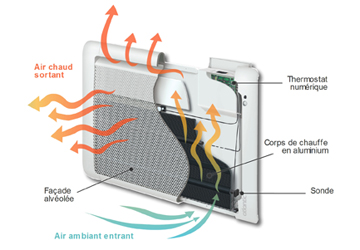 Air chaud
sortant
Thermostat
numérique
Corps de chauffe
en aluminium
Sonde
Façade
alvéolée
Air ambiant entrant